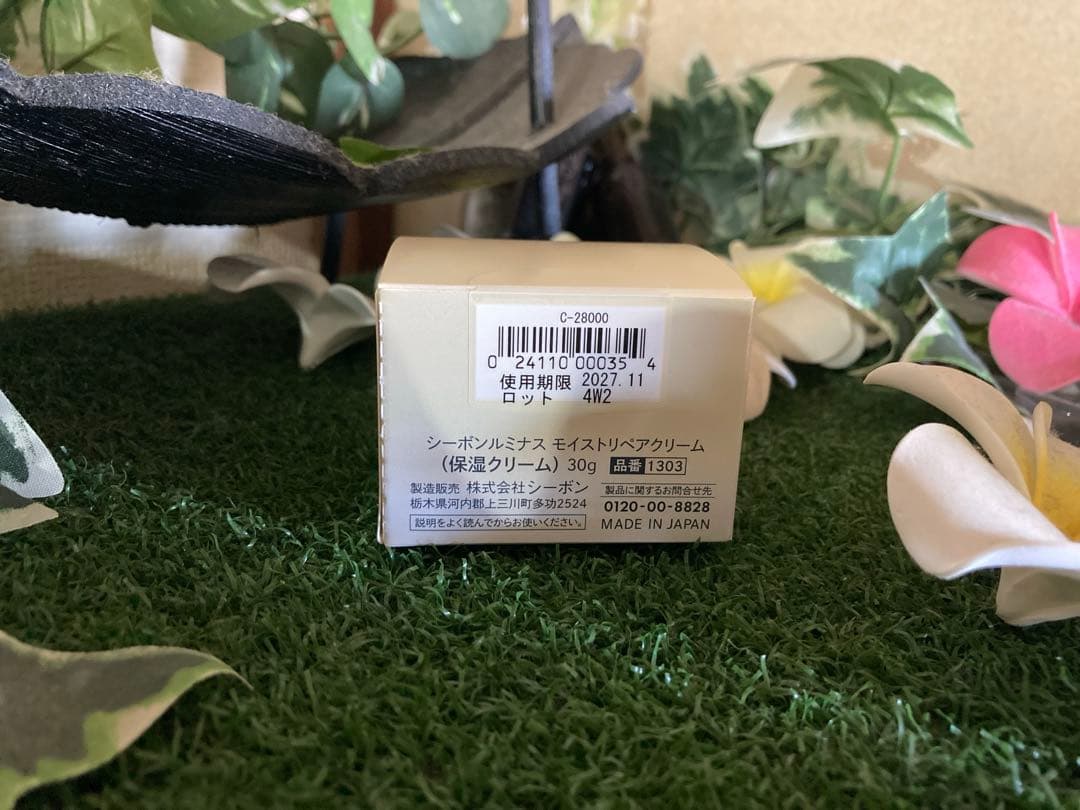 C-28000
0 24110 00035 4
使用期限 2027.11
ロット 4W2
シーボンルミナス モイストリペアクリーム
（保湿クリーム） 30g 品番 1303
製造販売 株式会社シーボン
栃木県河内郡上三川町多功2524
説明をよく読んでからお使いください。
製品に関するお問合せ先
0120-00-8828
MADE IN JAPAN